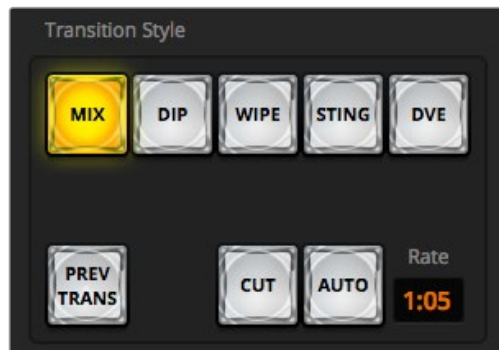 Transition Style
MIX DIP WIPE STING DVE
PREV
TRANS
CUT AUTO
Rate
1:05